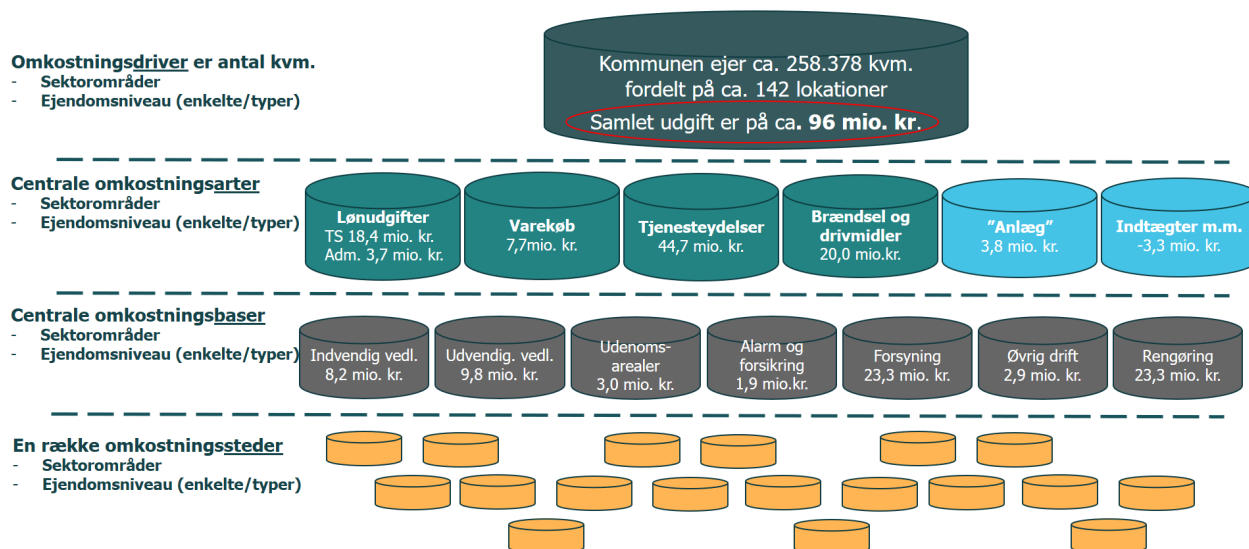 Omkostningsdriver er antal kvm.
- Sektorområder
- Ejendomsniveau (enkelte/typer)
Kommunen ejer ca. 258.378 kvm.
fordelt på ca. 142 lokationer
Samlet udgift er på ca. 96 mio. kr.
Centrale omkostningsarter
- Sektorområder
- Ejendomsniveau (enkelte/typer)
Lønudgifter
TS 18,4 mio. kr.
Adm. 3,7 mio. kr.
Varekøb
7,7mio. kr.
Tjenesteydelser
44,7 mio. kr.
Brændsel og
drivmidler
20,0 mio.kr.
"Anlæg"
3,8 mio. kr.
Indtægter m.m.
-3,3 mio. kr.
Centrale omkostningsbaser
- Sektorområder
- Ejendomsniveau (enkelte/typer)
Indvendig vedl.
8,2 mio. kr.
Udvendig. vedl.
9,8 mio. kr.
Udenoms-
arealer
3,0 mio. kr.
Alarm og
forsikring
1,9 mio.kr.
Forsyning
23,3 mio. kr.
Øvrig drift
2,9 mio. kr.
Rengøring
23,3 mio. kr.
En række omkostningssteder
- Sektorområder
- Ejendomsniveau (enkelte/typer)